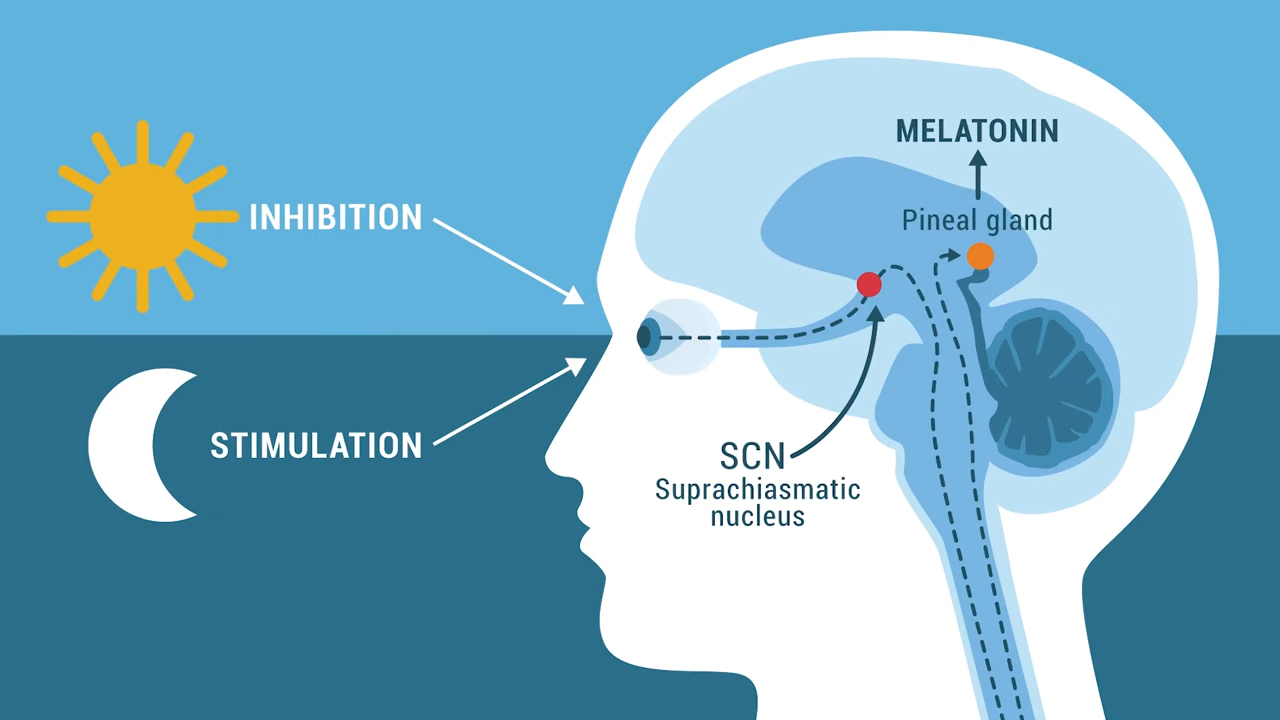 INHIBITION
STIMULATION
MELATONIN
Pineal gland
SCN
Suprachiasmatic
nucleus